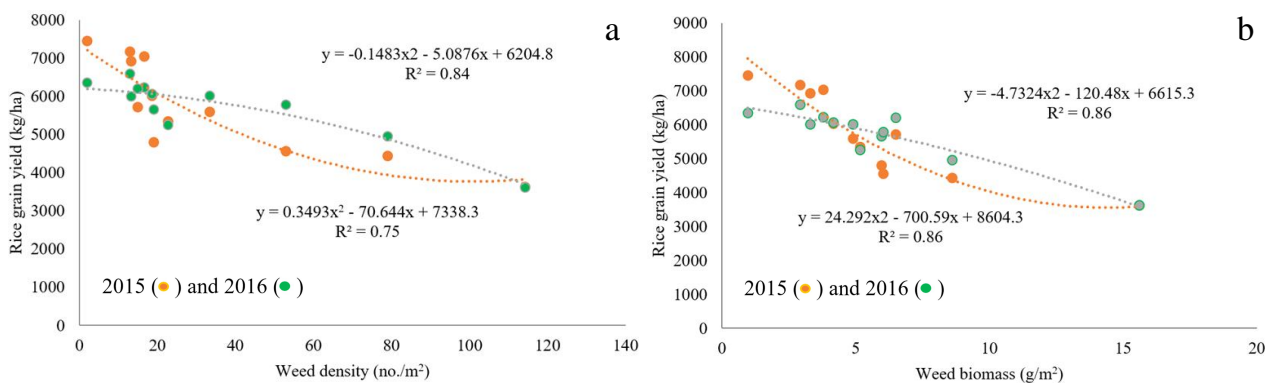 8000
7000
6000
5000
4000
3000
2000
1000
0
Rice grain yield (kg/ha)
a
y = -0.1483x2 - 5.0876x + 6204.8
R² = 0.84
y = 0.3493x² - 70.644x + 7338.3
R² = 0.75
2015 ( ) and 2016 ( )
0 20 40 60 80 100 120 140
Weed density (no./m²)
9000
8000
7000
6000
5000
4000
3000
2000
1000
0
Rice grain yield (kg/ha)
b
y = -4.7324x2 - 120.48x + 6615.3
R² = 0.86
y = 24.292x2 - 700.59x + 8604.3
R² = 0.86
2015 ( ) and 2016 ( )
0 5 10 15 20
Weed biomass (g/m²)